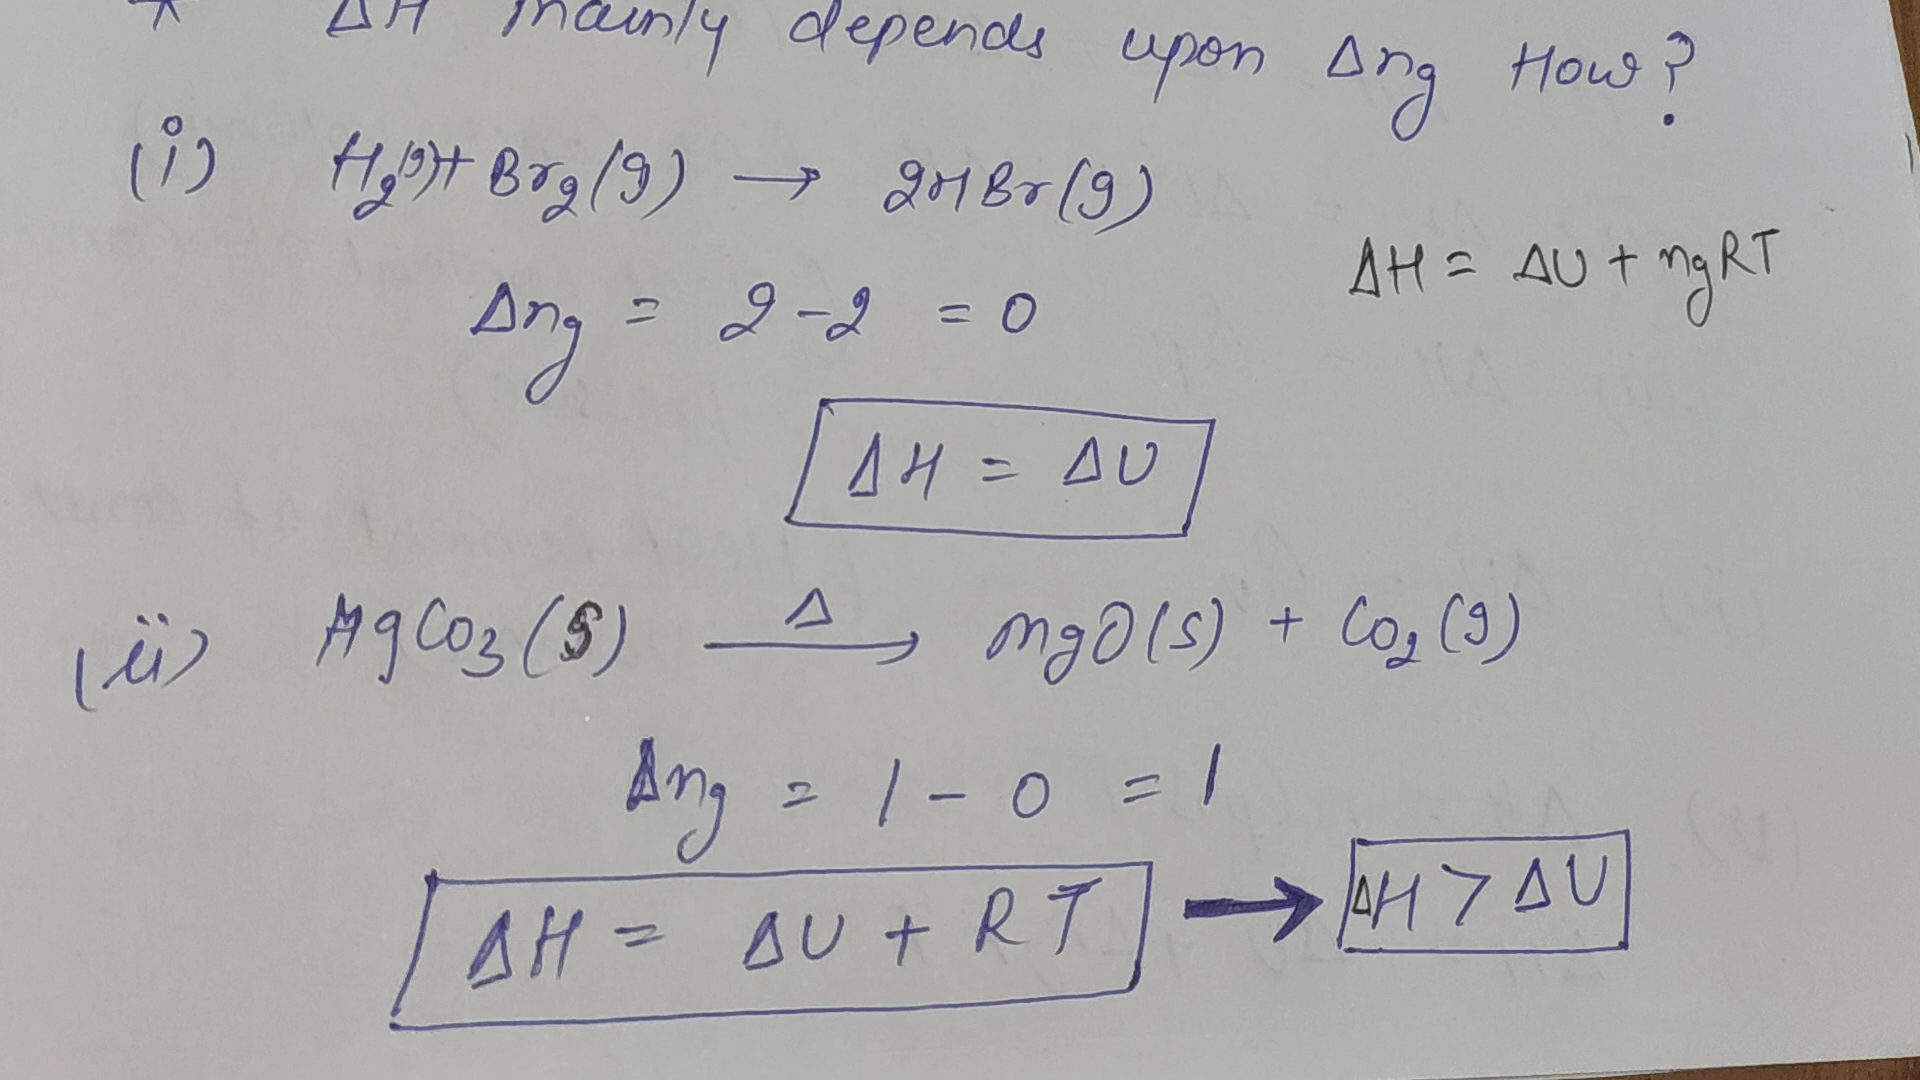 * ΔH mainly depends upon Δng How?
(i) H2(g) + Br2(g) → 2HBr(g)
ΔH = ΔU + ngRT
Δng = 2 - 2 = 0
ΔH = ΔU
(ii) MgCo3(s) Δ→ mgO(s) + Co2(g)
Δng = 1 - 0 = 1
ΔH = ΔU + RT → ΔH > ΔU